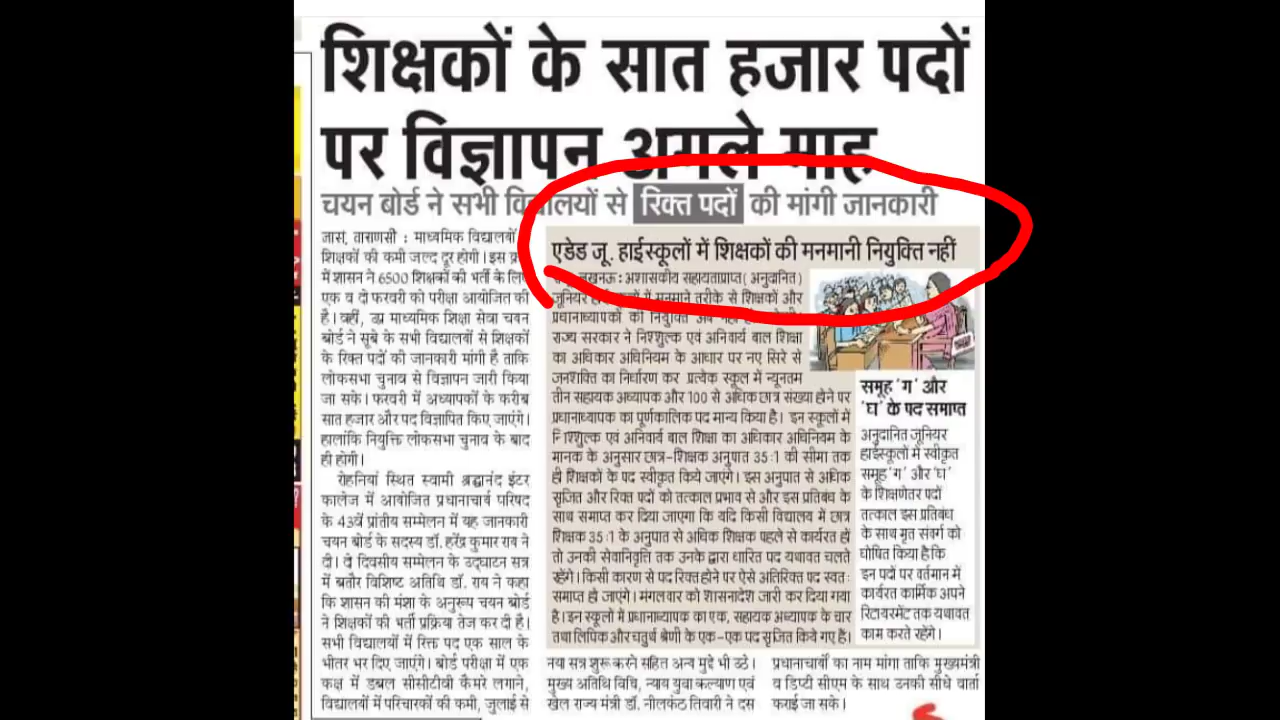 शिक्षकों के सात हजार पदों
पर विज्ञापन अगले माह
चयन बोर्ड ने सभी विद्यालयों से रिक्त पदों की मांगी जानकारी
जासं, वाराणसी : माध्यमिक विद्यालयों
शिक्षकों की कमी जल्द दूर होगी। इस
में शासन ने 6500 शिक्षकों की भर्ती के लिए
एक व दो फरवरी को परीक्षा आयोजित की
है। वहीं, उप्र माध्यमिक शिक्षा सेवा चयन
बोर्ड ने सूबे के सभी विद्यालयों से शिक्षकों
के रिक्त पदों की जानकारी मांगी है ताकि
लोकसभा चुनाव से विज्ञापन जारी किया
जा सके। फरवरी में अध्यापकों के करीब
सात हजार और पद विज्ञापित किए जाएंगे।
हालांकि नियुक्ति लोकसभा चुनाव के बाद
ही होगी।
रोहनियां स्थित स्वामी ब्रह्मानंद इंटर
कालेज में आयोजित प्रधानाचार्य परिषद
के 43वें प्रांतीय सम्मेलन में यह जानकारी
चयन बोर्ड के सदस्य डॉ. हरेंद्र कुमार राय ने
दी। दो दिवसीय सम्मेलन के उद्घाटन सत्र
में बतौर विशिष्ट अतिथि डॉ. राय ने कहा
कि शासन की मंशा के अनुरूप चयन बोर्ड
ने शिक्षकों की भर्ती प्रक्रिया तेज कर दी है।
सभी विद्यालयों में रिक्त पद एक साल के
भीतर भर दिए जाएंगे। बोर्ड परीक्षा में एक
कक्ष में डबल सीसीटीवी कैमरे लगाने,
विद्यालयों में परिचारकों की कमी, जुलाई से
एडेड जू. हाईस्कूलों में शिक्षकों की मनमानी नियुक्ति नहीं
लखनऊ : अशासकीय सहायताप्राप्त (अनुदानित)
जूनियर हाईस्कूलों में मनमाने तरीके से शिक्षकों और
प्रधानाध्यापकों की नियुक्ति अब नहीं
राज्य सरकार ने निश्शुल्क एवं अनिवार्य बाल शिक्षा
का अधिकार अधिनियम के आधार पर नए सिरे से
जनशक्ति का निर्धारण कर प्रत्येक स्कूल में न्यूनतम
तीन सहायक अध्यापक और 100 से अधिक छात्र संख्या होने पर
प्रधानाध्यापक का पूर्णकालिक पद मान्य किया है। इन स्कूलों में
निश्शुल्क एवं अनिवार्य बाल शिक्षा का अधिकार अधिनियम के
मानक के अनुसार छात्र-शिक्षक अनुपात 35:1 की सीमा तक
ही शिक्षकों के पद स्वीकृत किये जाएंगे। इस अनुपात से अधिक
सृजित और रिक्त पदों को तत्काल प्रभाव से और इस प्रतिबंध के
साथ समाप्त कर दिया जाएगा कि यदि किसी विद्यालय में छात्र
शिक्षक 35:1 के अनुपात से अधिक शिक्षक पहले से कार्यरत हों
तो उनकी सेवानिवृत्ति तक उनके द्वारा धारित पद यथावत चलते
रहेंगे। किसी कारण से पद रिक्त होने पर ऐसे अतिरिक्त पद स्वत:
समाप्त हो जाएंगे। मंगलवार को शासनादेश जारी कर दिया गया
है। इन स्कूलों में प्रधानाध्यापक का एक, सहायक अध्यापक के चार
तथा लिपिक और चतुर्थ श्रेणी के एक-एक पद सृजित किये गए हैं।
समूह 'ग' और
'घ' के पद समाप्त
अनुदानित जूनियर
हाईस्कूलों में स्वीकृत
समूह 'ग' और 'घ'
के शिक्षणेतर पदों
तत्काल इस प्रतिबंध
के साथ मृत संवर्ग को
घोषित किया है कि
इन पदों पर वर्तमान में
कार्यरत कार्मिक अपने
रिटायरमेंट तक यथावत
काम करते रहेंगे।
नया सत्र शुरू करने सहित अन्य मुद्दे भी उठे।
मुख्य अतिथि विधि, न्याय युवा कल्याण एवं
खेल राज्य मंत्री डॉ. नीलकंठ तिवारी ने दस
प्रधानाचार्यों का नाम मांगा ताकि मुख्यमंत्री
व डिप्टी सीएम के साथ उनकी सीधे वार्ता
कराई जा सके।